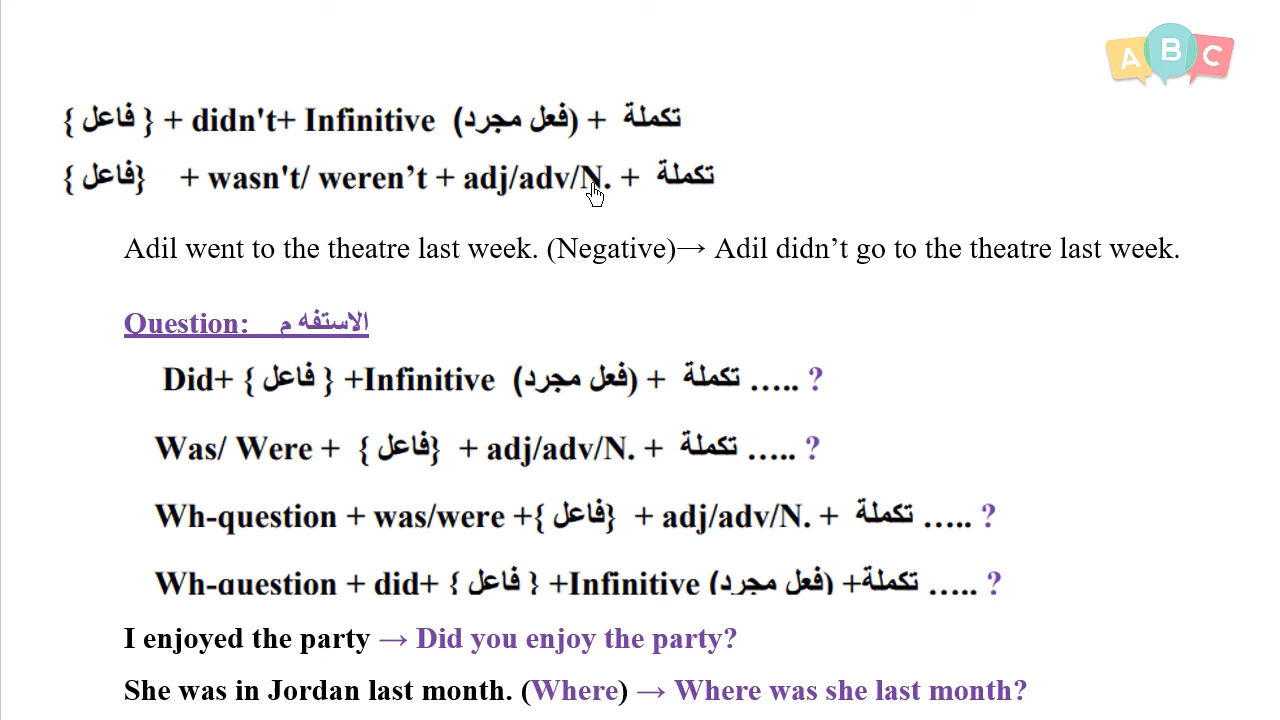 A B C
{ فاعل } + didn't+ Infinitive (فعل مجرد) + تكملة
{ فاعل} + wasn't/ weren’t + adj/adv/N. + تكملة
Adil went to the theatre last week. (Negative)→ Adil didn’t go to the theatre last week.
Question: الاستفه م
Did+ { فاعل } +Infinitive (فعل مجرد) + تكملة ….. ?
Was/ Were + { فاعل} + adj/adv/N. + تكملة ….. ?
Wh-question + was/were +{ فاعل} + adj/adv/N. + تكملة ….. ?
Wh-question + did+ { فاعل } +Infinitive (فعل مجرد) +تكملة ….. ?
I enjoyed the party → Did you enjoy the party?
She was in Jordan last month. (Where) → Where was she last month?